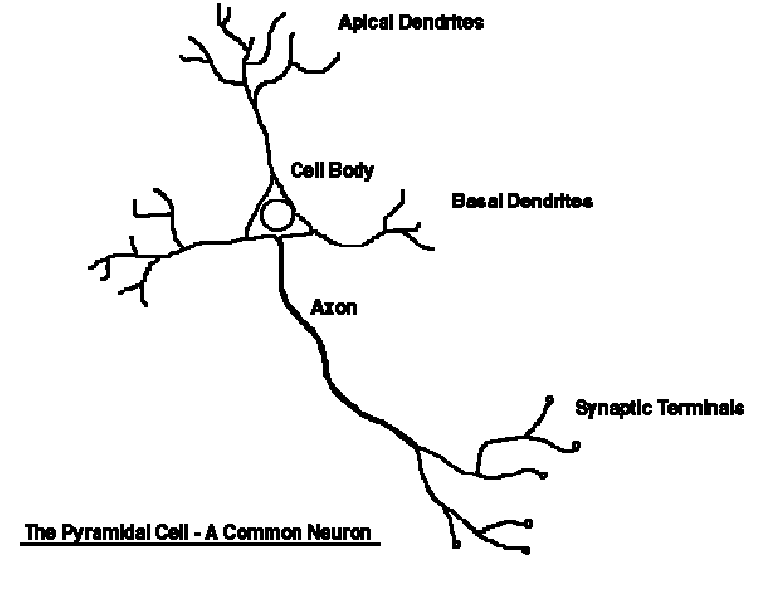 Apical Dendrites
Cell Body
Basal Dendrites
Axon
Synaptic Terminals
The Pyramidal Cell - A Common Neuron